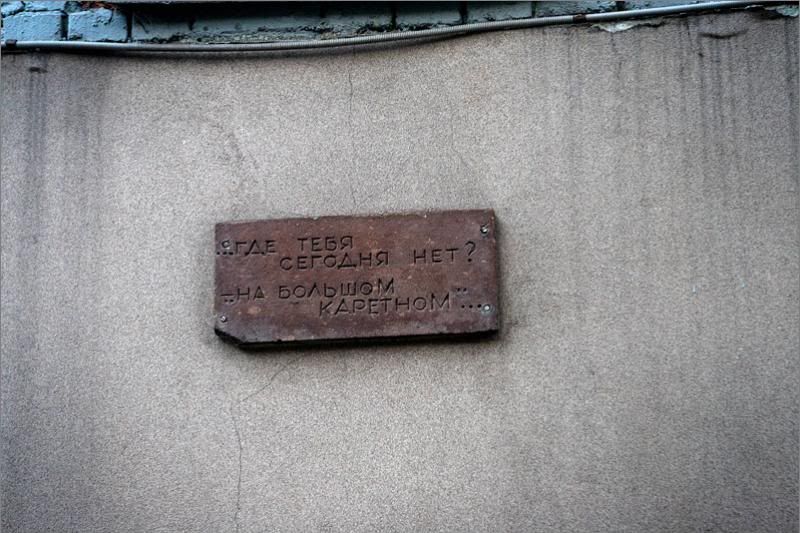 ...ГДЕ ТЕБЯ
СЕГОДНЯ НЕТ?
— "НА БОЛЬШОМ
КАРЕТНОМ"...